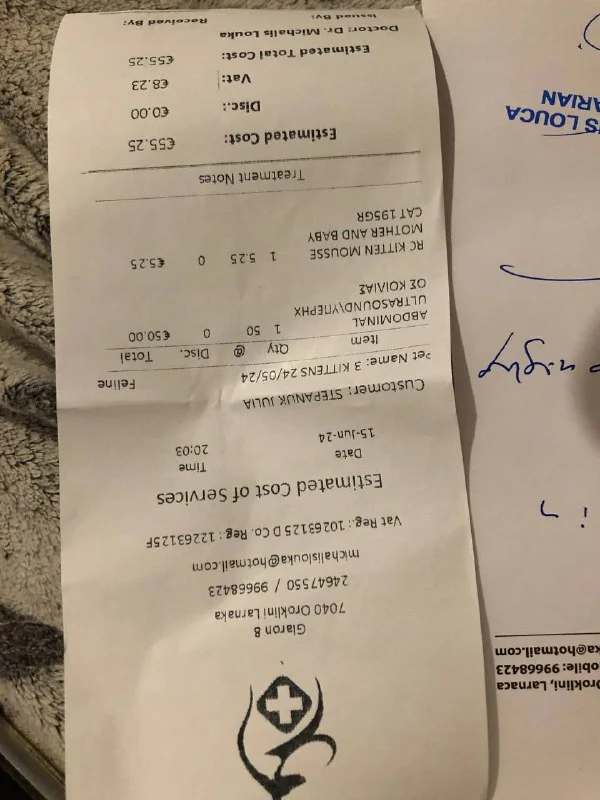 Glaron 8
7040 Oroklini Larnaka
24647550 / 99668423
michalislouka@hotmail.com
Vat Reg.: 10263125 D Co. Reg : 12263125F
Estimated Cost of Services
Date Time
15-Jun-24 20:03
Customer: STEPANUK JULIA
Pet Name: 3 KITTENS 24/05/24 Feline
Item Qty @ Disc. Total
ABDOMINAL 1 50 0 €50.00
ULTRASOUND\ΥΠΕΡΗΧ
ΟΣ ΚΟΙΛΙΑΣ
RC KITTEN MOUSSE 1 5.25 0 €5.25
MOTHER AND BABY
CAT 195GR
Treatment Notes
Estimated Cost: €55.25
Disc.: €0.00
Vat: €8.23
Estimated Total Cost: €55.25
Doctor: Dr. Michalis Louka
Issued By: Received By:
Oroklini, Larnaca
obile: 99668423
ka@hotmail.com
S LOUCA
ARIAN